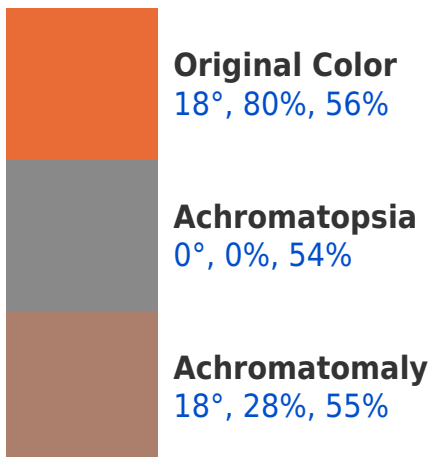 Original Color
18°, 80%, 56%
Achromatopsia
0°, 0%, 54%
Achromatomaly
18°, 28%, 55%